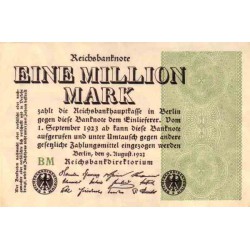 Reichsbanknote
EINE MILLION
MARK
zahlt die Reichsbankhauptkasse in Berlin
gegen diese Banknote dem Einlieferer. Vom
1. September 1923 ab kann diese Banknote
aufgerufen und unter Umtausch gegen andere
gesetzliche Zahlungsmittel eingezogen werden
Berlin, den 9. August 1923
BM
Reichsbankdirektorium